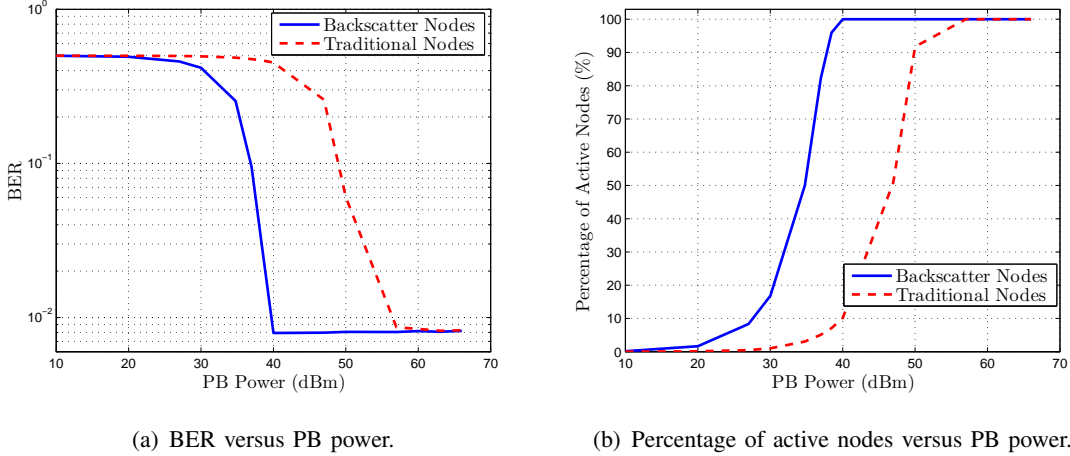 10^0
10^-1
10^-2
BER
Backscatter Nodes
Traditional Nodes
10 20 30 40 50 60 70
PB Power (dBm)
(a) BER versus PB power.
100
90
80
70
60
50
40
30
20
10
0
Percentage of Active Nodes (%)
Backscatter Nodes
Traditional Nodes
10 20 30 40 50 60 70
PB Power (dBm)
(b) Percentage of active nodes versus PB power.